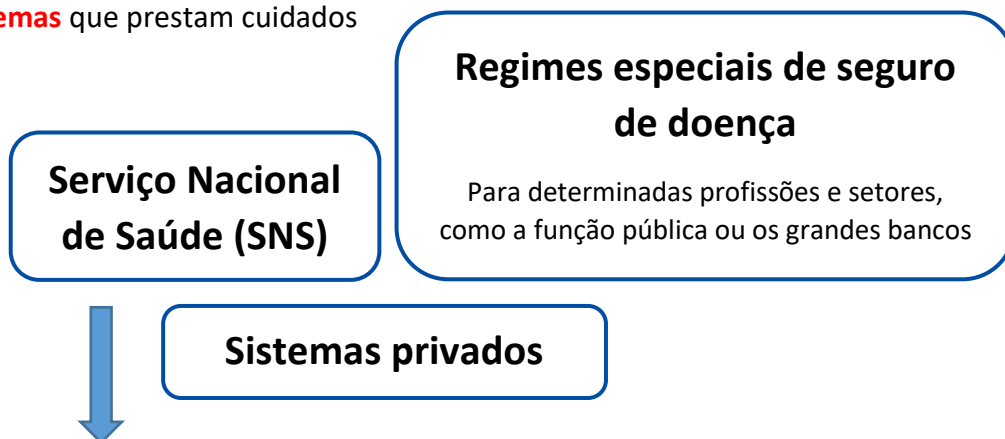 emas que prestam cuidados
Regimes especiais de seguro
de doença
Para determinadas profissões e setores,
como a função pública ou os grandes bancos
Serviço Nacional
de Saúde (SNS)
Sistemas privados